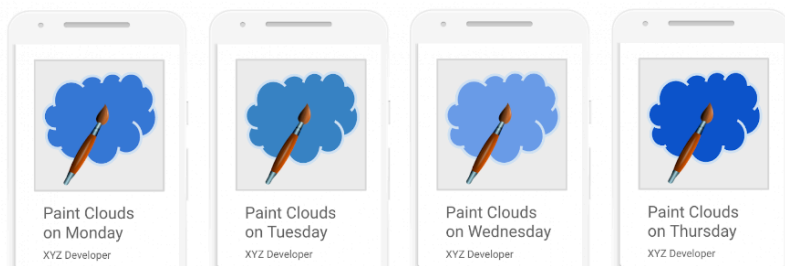 Paint Clouds
on Monday
XYZ Developer
Paint Clouds
on Tuesday
XYZ Developer
Paint Clouds
on Wednesday
XYZ Developer
Paint Clouds
on Thursday
XYZ Developer